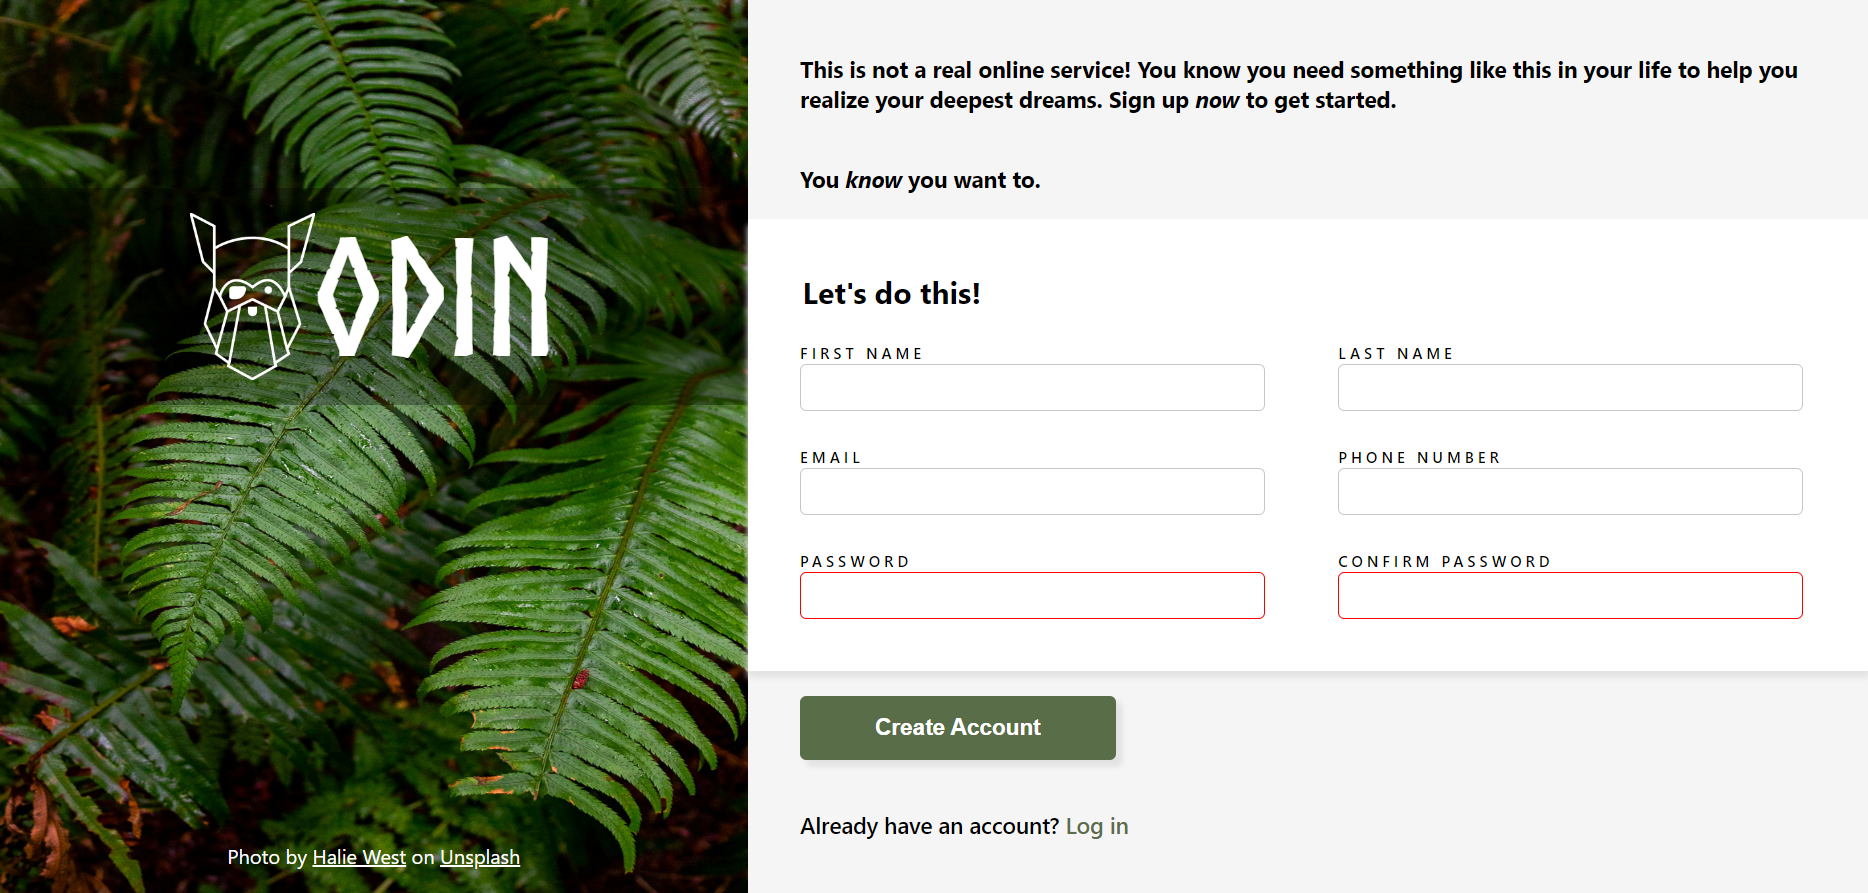 ODIN
Photo by Halie West on Unsplash
This is not a real online service! You know you need something like this in your life to help you
realize your deepest dreams. Sign up now to get started.
You know you want to.
Let's do this!
FIRST NAME
LAST NAME
EMAIL
PHONE NUMBER
PASSWORD
CONFIRM PASSWORD
Create Account
Already have an account? Log in